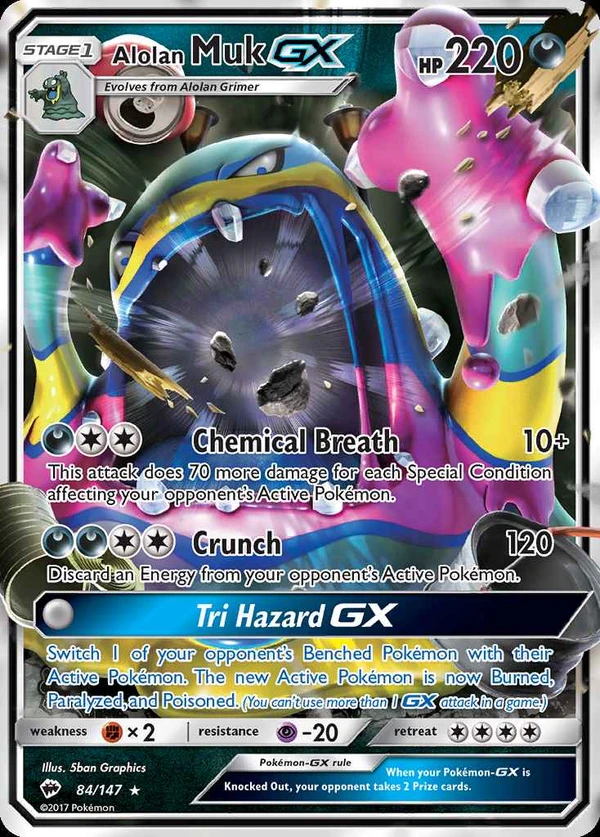 STAGE 1
Alolan Muk GX
HP 220
Evolves from Alolan Grimer
Chemical Breath 10+
This attack does 70 more damage for each Special Condition
affecting your opponent's Active Pokémon.
Crunch 120
Discard an Energy from your opponent's Active Pokémon.
Tri Hazard GX
Switch 1 of your opponent's Benched Pokémon with their
Active Pokémon. The new Active Pokémon is now Burned,
Paralyzed, and Poisoned. (You can't use more than 1 GX attack in a game.)
weakness ×2 resistance -20 retreat
Illus. 5ban Graphics
Pokémon-GX rule
When your Pokémon-GX is
Knocked Out, your opponent takes 2 Prize cards.
84/147 ★
©2017 Pokémon